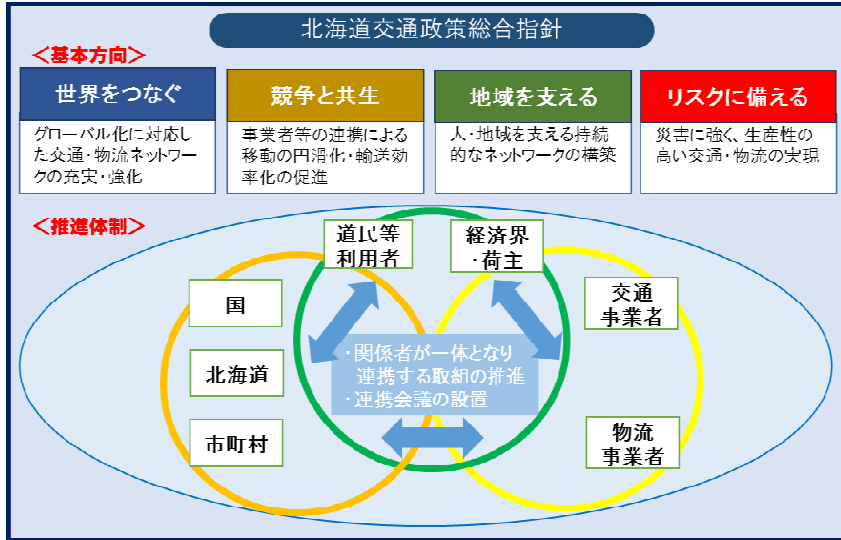 北海道交通政策総合指針
＜基本方向＞
世界をつなぐ
グローバル化に対応し
た交通・物流ネットワー
クの充実・強化
競争と共生
事業者等の連携による
移動の円滑化・輸送効
率化の促進
地域を支える
人・地域を支える持続
的なネットワークの構築
リスクに備える
災害に強く、生産性の
高い交通・物流の実現
＜推進体制＞
道民等
利用者
経済界
・荷主
国
北海道
市町村
交通
事業者
物流
事業者
・関係者が一体となり
連携する取組の推進
・連携会議の設置